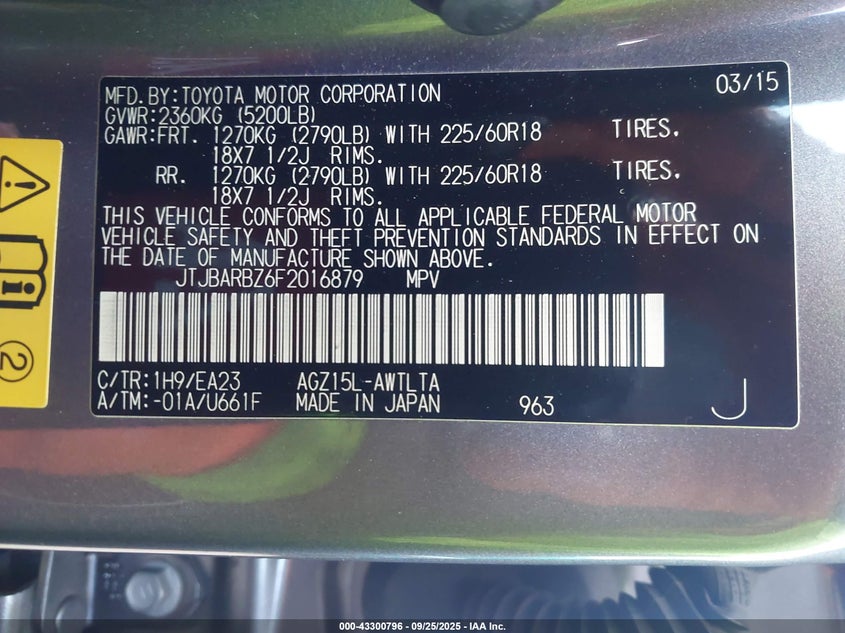 MFD.BY:TOYOTA MOTOR CORPORATION 03/15
GVWR:2360KG (5200LB)
GAWR:FRT. 1270KG (2790LB) WITH 225/60R18 TIRES.
18X7 1/2J RIMS.
RR. 1270KG (2790LB) WITH 225/60R18 TIRES.
18X7 1/2J RIMS.
THIS VEHICLE CONFORMS TO ALL APPLICABLE FEDERAL MOTOR
VEHICLE SAFETY AND THEFT PREVENTION STANDARDS IN EFFECT ON
THE DATE OF MANUFACTURE SHOWN ABOVE.
JTJBARBZ6F2016879 MPV
C/TR:1H9/EA23 AGZ15L-AWTLTA
A/TM:-01A/U661F MADE IN JAPAN 963 J
2
000-43300796 - 09/25/2025 - IAA Inc.